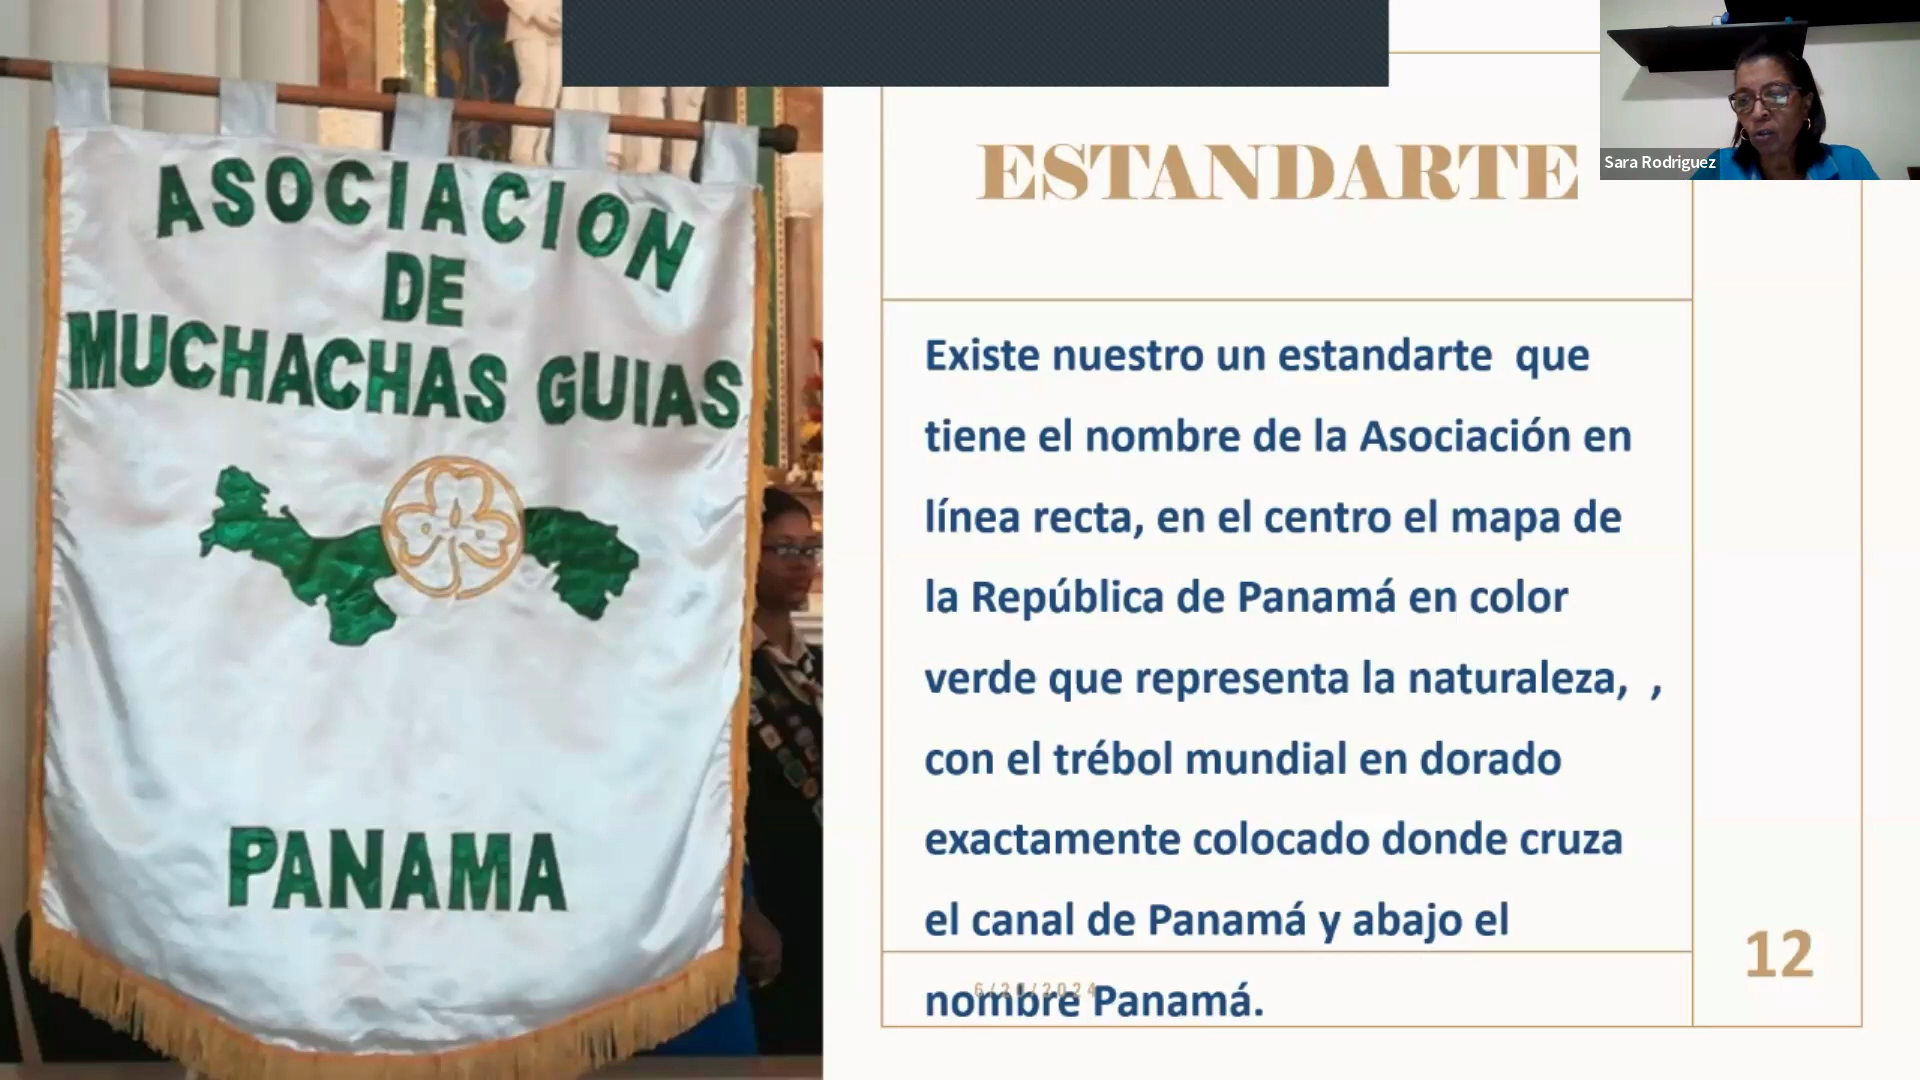 ASOCIACION
DE
MUCHACHAS GUIAS
PANAMA
ESTANDARTE
Sara Rodriguez
Existe nuestro un estandarte que
tiene el nombre de la Asociación en
línea recta, en el centro el mapa de
la República de Panamá en color
verde que representa la naturaleza, ,
con el trébol mundial en dorado
exactamente colocado donde cruza
el canal de Panamá y abajo el
nombre Panamá.
6/20/2024
12